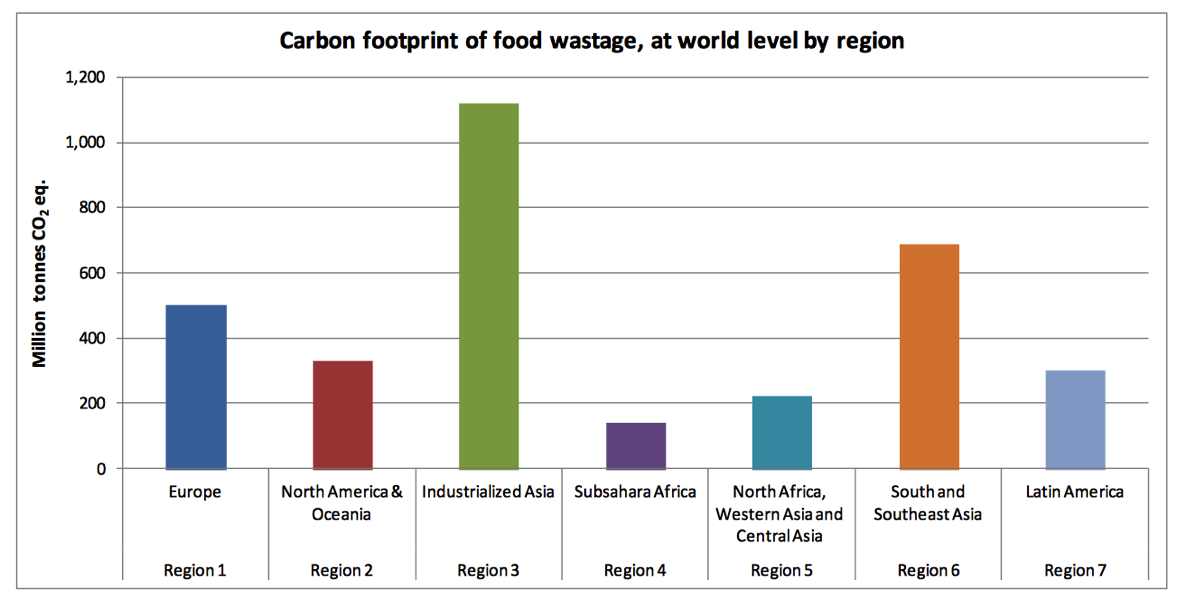 Carbon footprint of food wastage, at world level by region
Million tonnes CO₂ eq.
1,200
1,000
800
600
400
200
0
Europe
North America &
Oceania
Industrialized Asia
Subsahara Africa
North Africa,
Western Asia and
Central Asia
South and
Southeast Asia
Latin America
Region 1
Region 2
Region 3
Region 4
Region 5
Region 6
Region 7